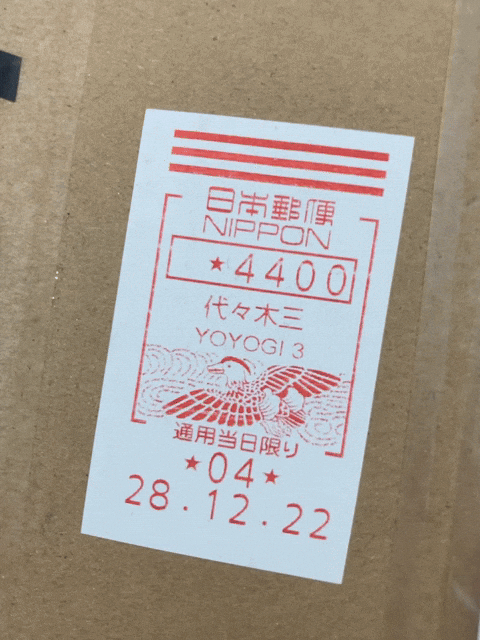 日本郵便
NIPPON
★4400
代々木三
YOYOGI 3
通用当日限り
★04★
28.12.22